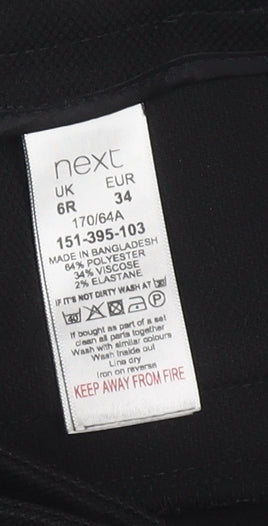 next
UK EUR
6R 34
170/64A
151-395-103
MADE IN BANGLADESH
64% POLYESTER
34% VISCOSE
2% ELASTANE
IF IT'S NOT DIRTY WASH AT 30
40 P
If bought as part of a set
clean all parts together
Wash with similar colours
Wash inside out
Line dry
Iron on reverse
KEEP AWAY FROM FIRE